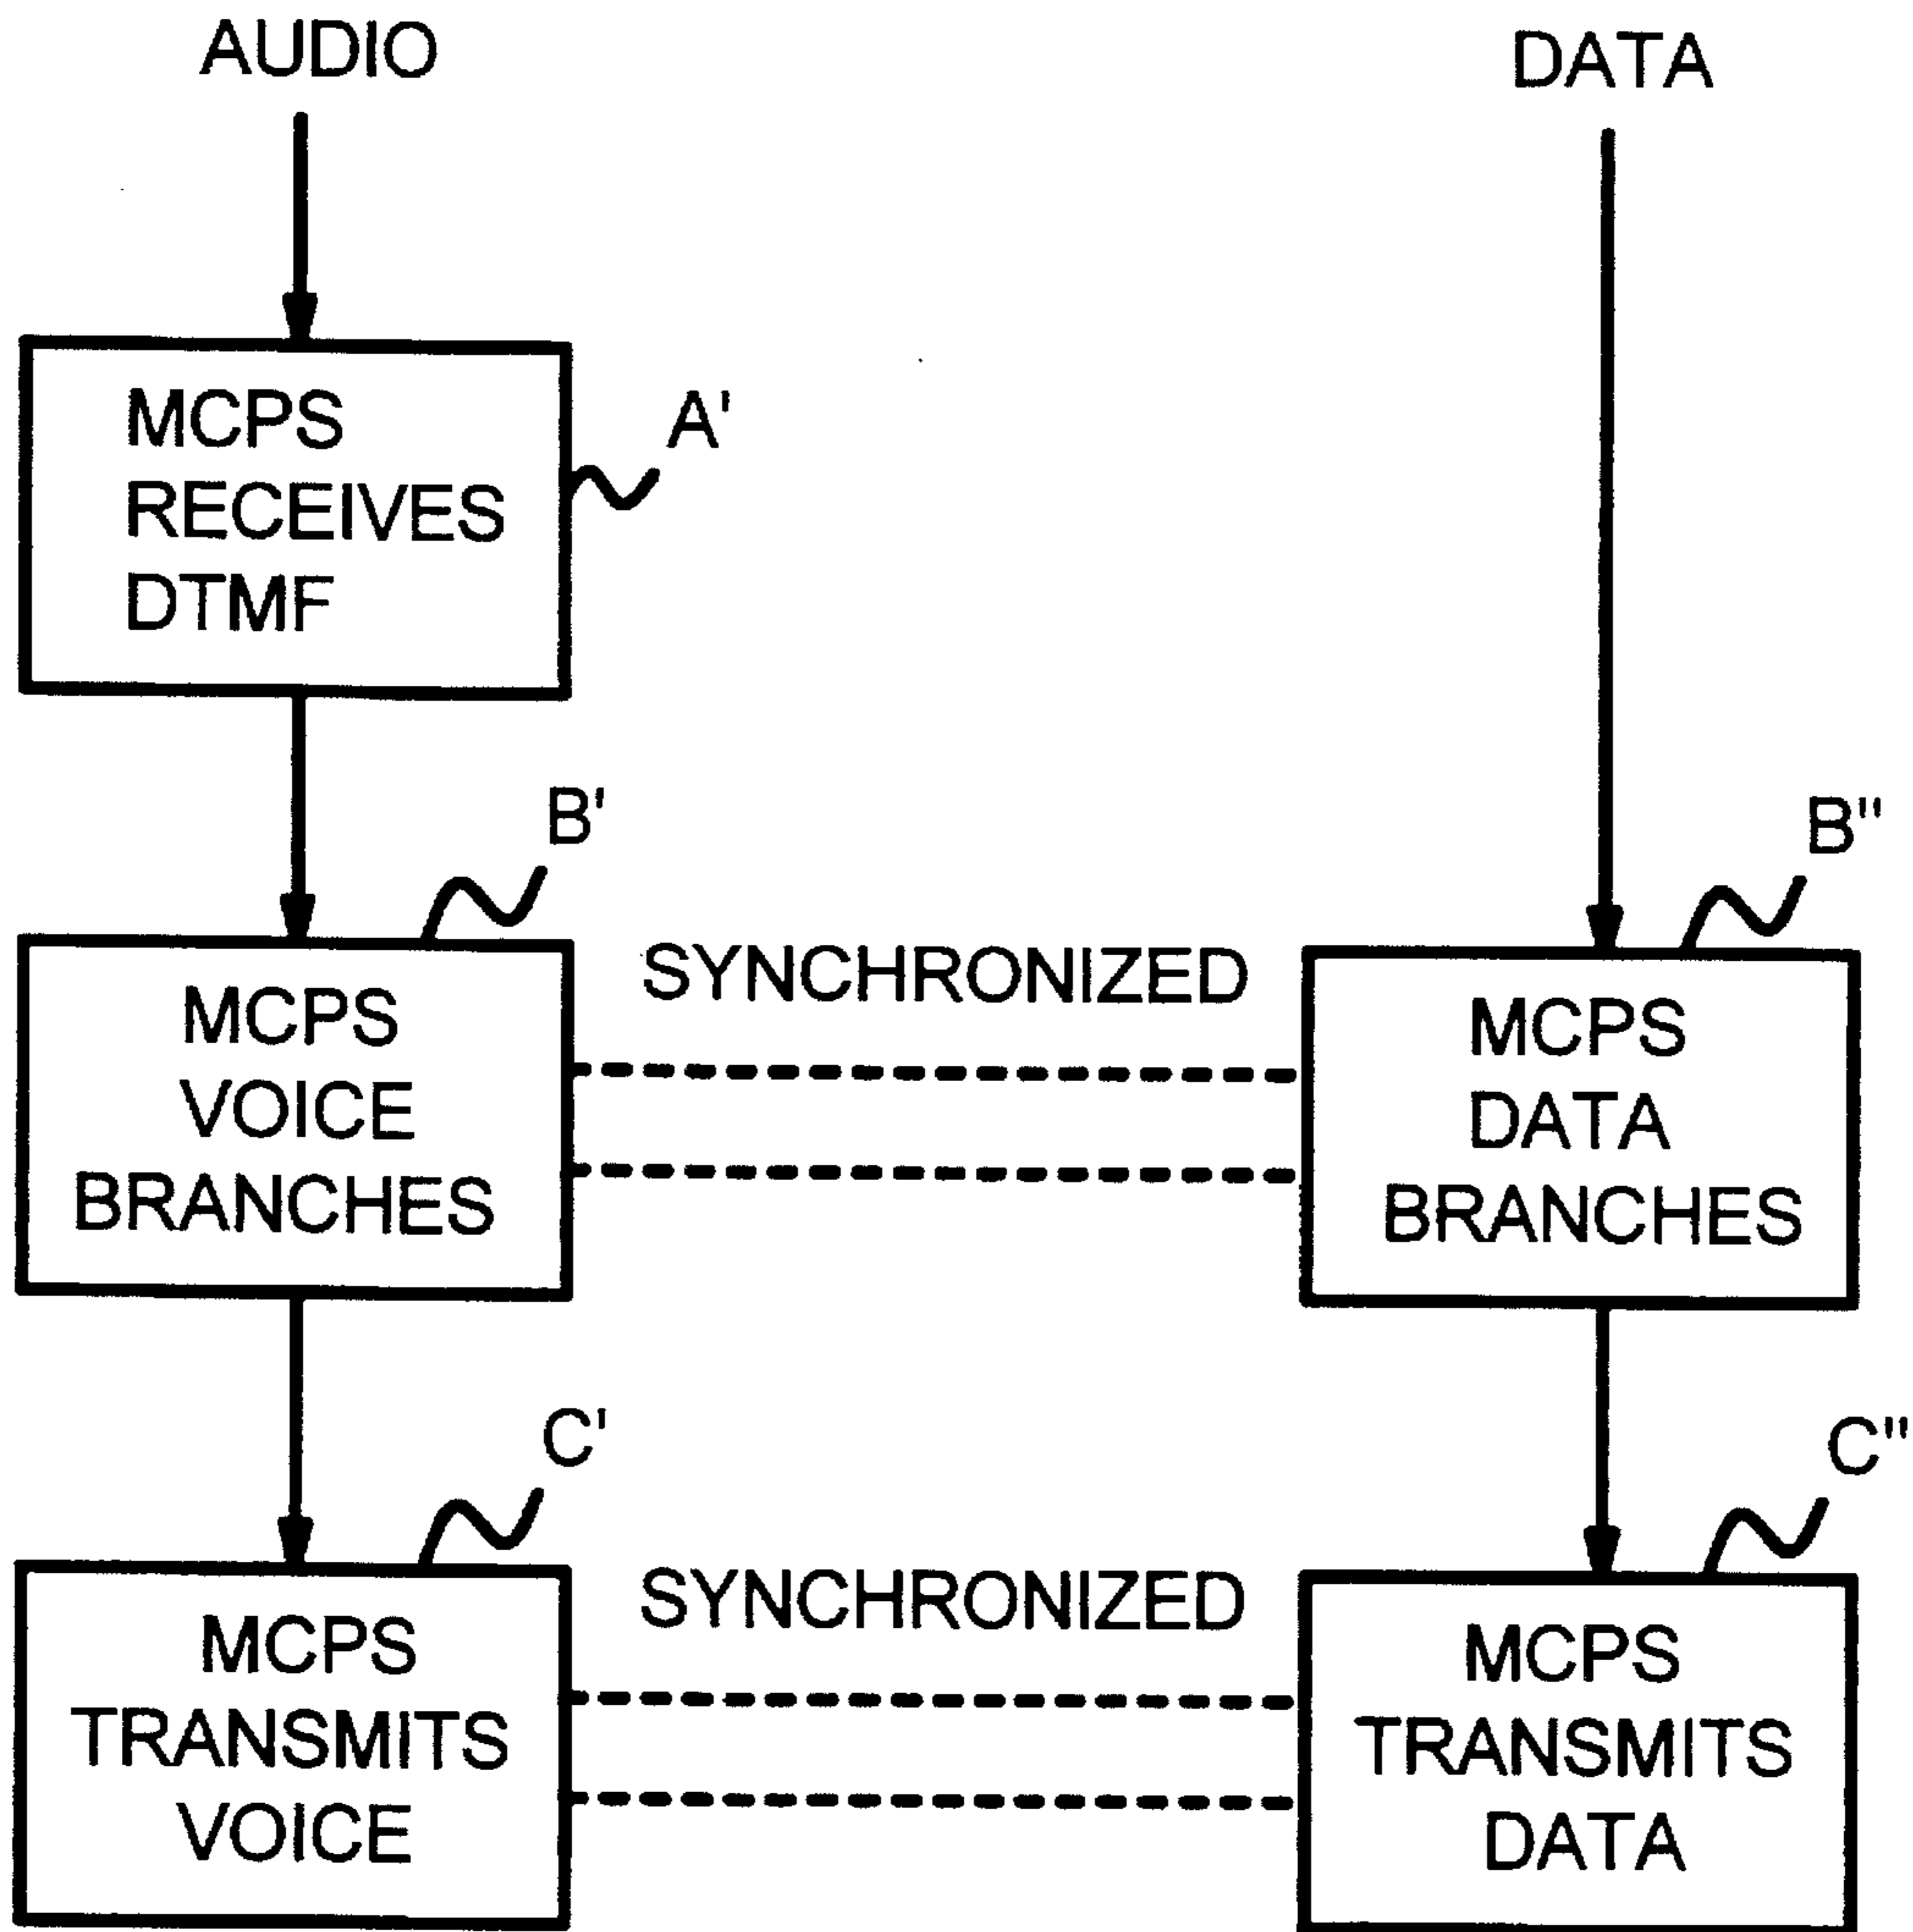 AUDIO
DATA
MCPS
RECEIVES
DTMF
A'
B'
B"
MCPS
VOICE
BRANCHES
SYNCHRONIZED
MCPS
DATA
BRANCHES
C'
C"
MCPS
TRANSMITS
VOICE
SYNCHRONIZED
MCPS
TRANSMITS
DATA